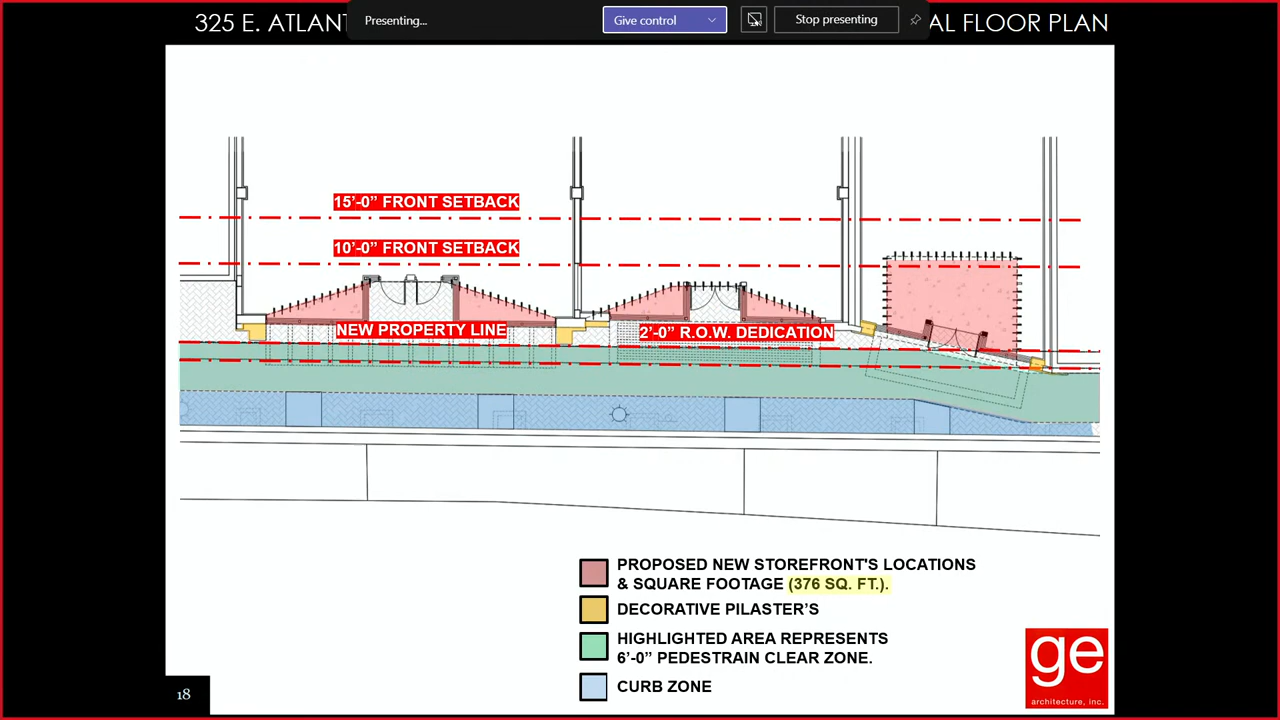 325 E. ATLANT
Presenting...
Give control
Stop presenting
AL FLOOR PLAN
15’-0” FRONT SETBACK
10’-0” FRONT SETBACK
NEW PROPERTY LINE
2’-0” R.O.W. DEDICATION
PROPOSED NEW STOREFRONT'S LOCATIONS
& SQUARE FOOTAGE (376 SQ. FT.).
DECORATIVE PILASTER’S
HIGHLIGHTED AREA REPRESENTS
6’-0” PEDESTRAIN CLEAR ZONE.
CURB ZONE
ge
architecture, inc.
18